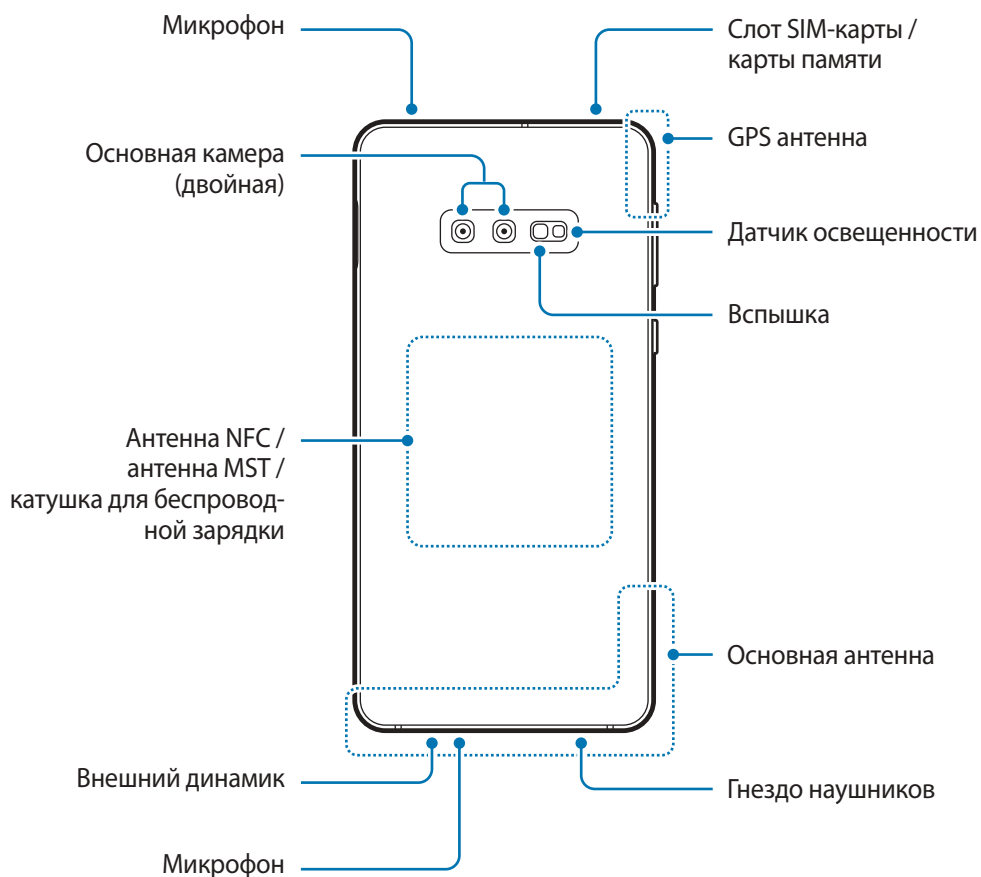 Микрофон
Слот SIM-карты /
карты памяти
GPS антенна
Основная камера
(двойная)
Датчик освещенности
Вспышка
Антенна NFC /
антенна MST /
катушка для беспровод-
ной зарядки
Основная антенна
Внешний динамик
Гнездо наушников
Микрофон